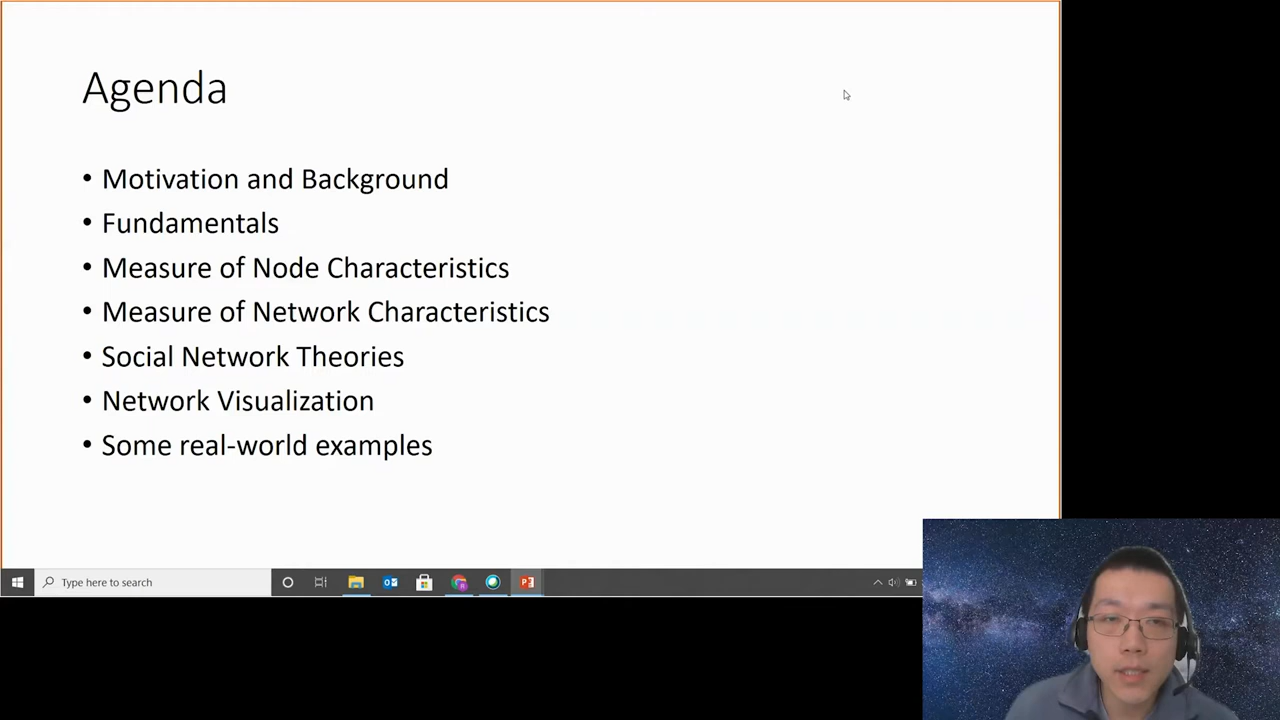 Agenda
• Motivation and Background
• Fundamentals
• Measure of Node Characteristics
• Measure of Network Characteristics
• Social Network Theories
• Network Visualization
• Some real-world examples
Type here to search